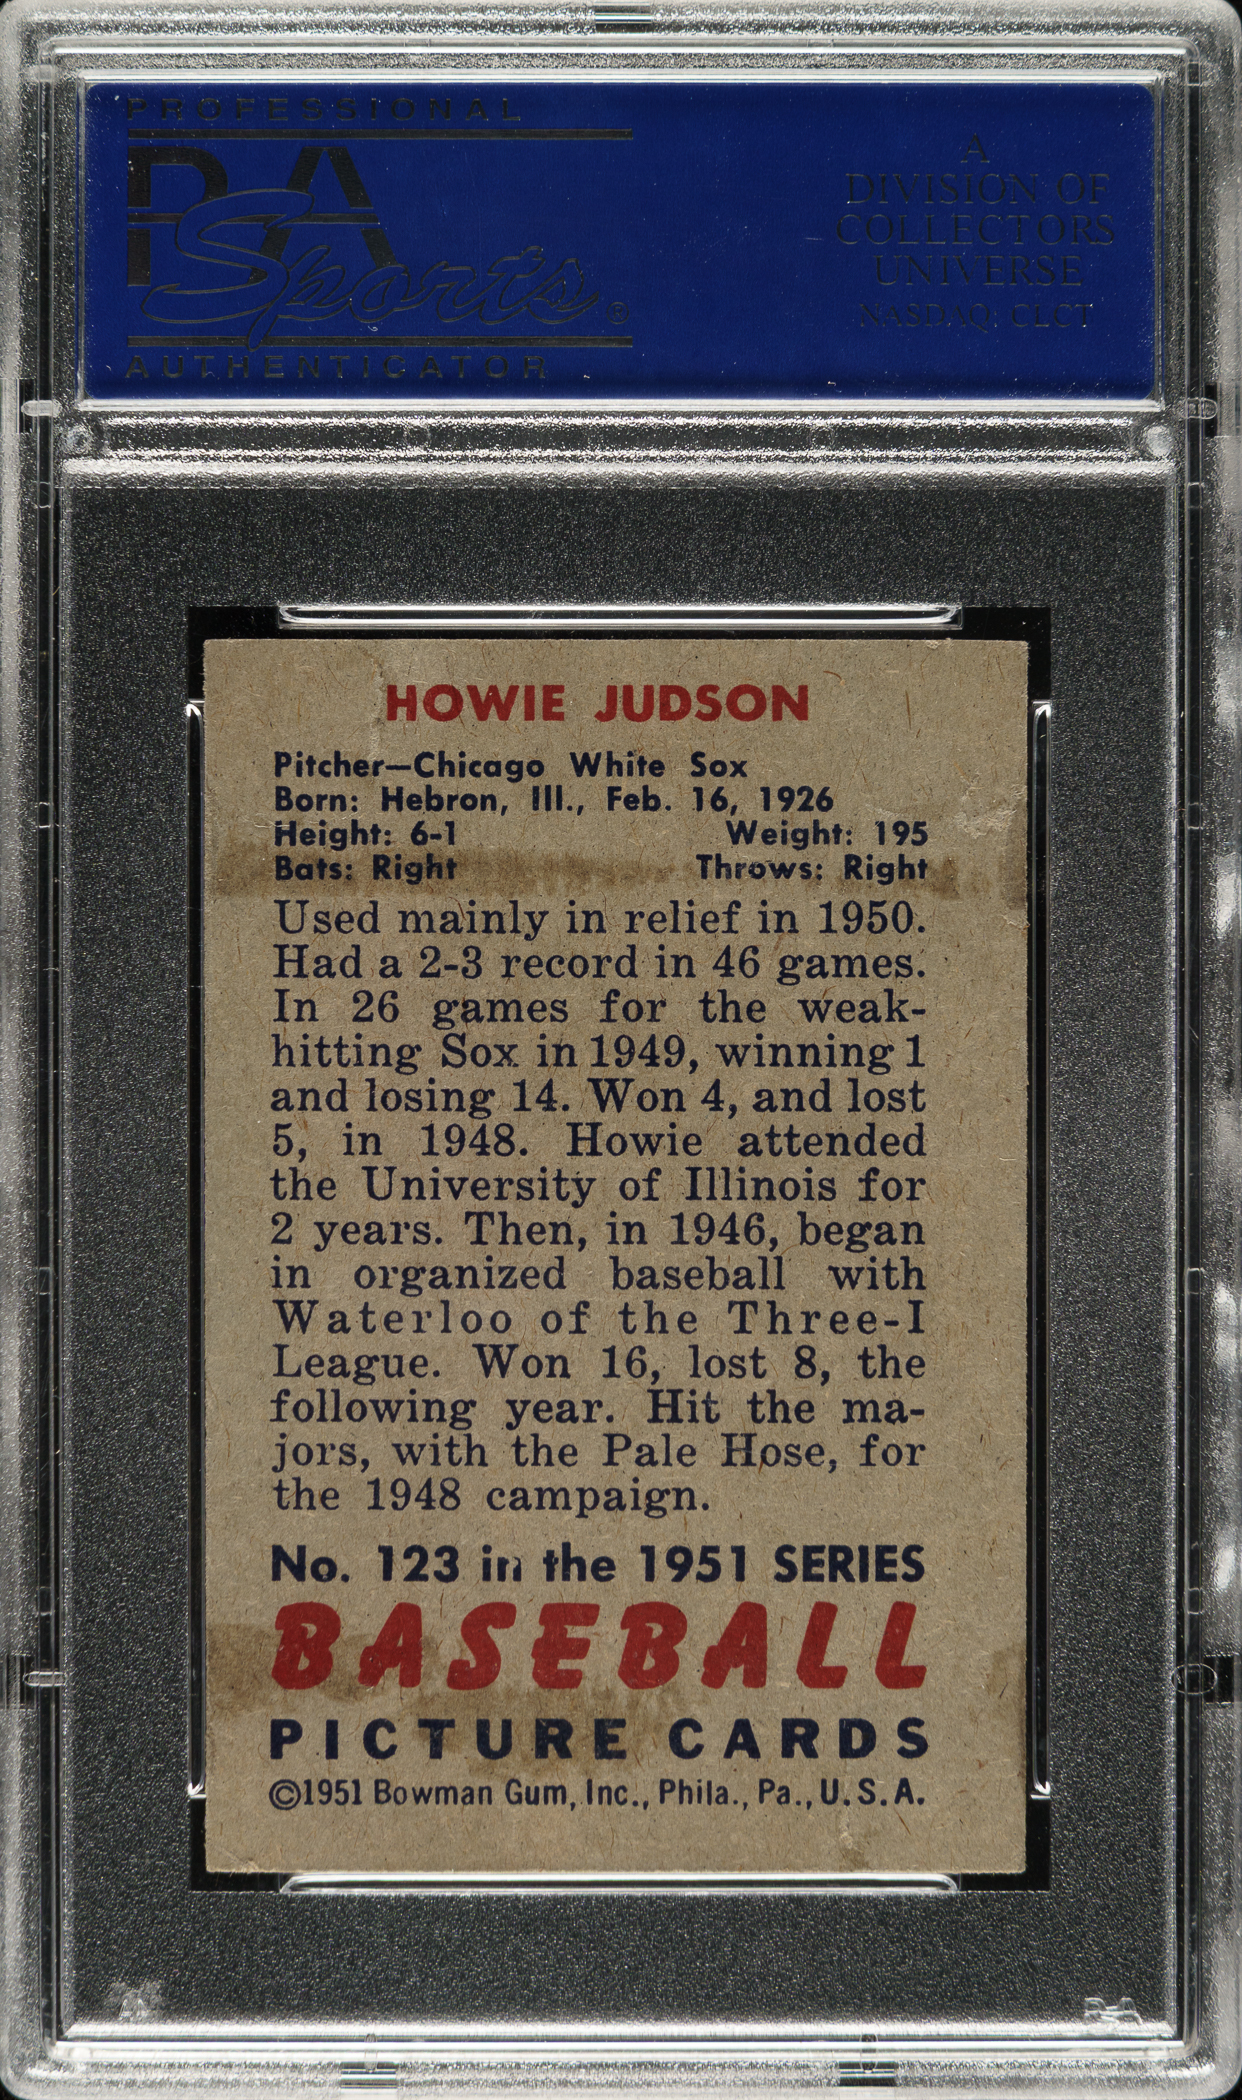 PROFESSIONAL
PSA
Sports®
AUTHENTICATOR
A
DIVISION OF
COLLECTORS
UNIVERSE
NASDAQ: CLCT
HOWIE JUDSON
Pitcher—Chicago White Sox
Born: Hebron, Ill., Feb. 16, 1926
Height: 6-1 Weight: 195
Bats: Right Throws: Right
Used mainly in relief in 1950.
Had a 2-3 record in 46 games.
In 26 games for the weak-
hitting Sox in 1949, winning 1
and losing 14. Won 4, and lost
5, in 1948. Howie attended
the University of Illinois for
2 years. Then, in 1946, began
in organized baseball with
Waterloo of the Three-I
League. Won 16, lost 8, the
following year. Hit the ma-
jors, with the Pale Hose, for
the 1948 campaign.
No. 123 in the 1951 SERIES
BASEBALL
PICTURE CARDS
©1951 Bowman Gum, Inc., Phila., Pa., U.S.A.
PSA